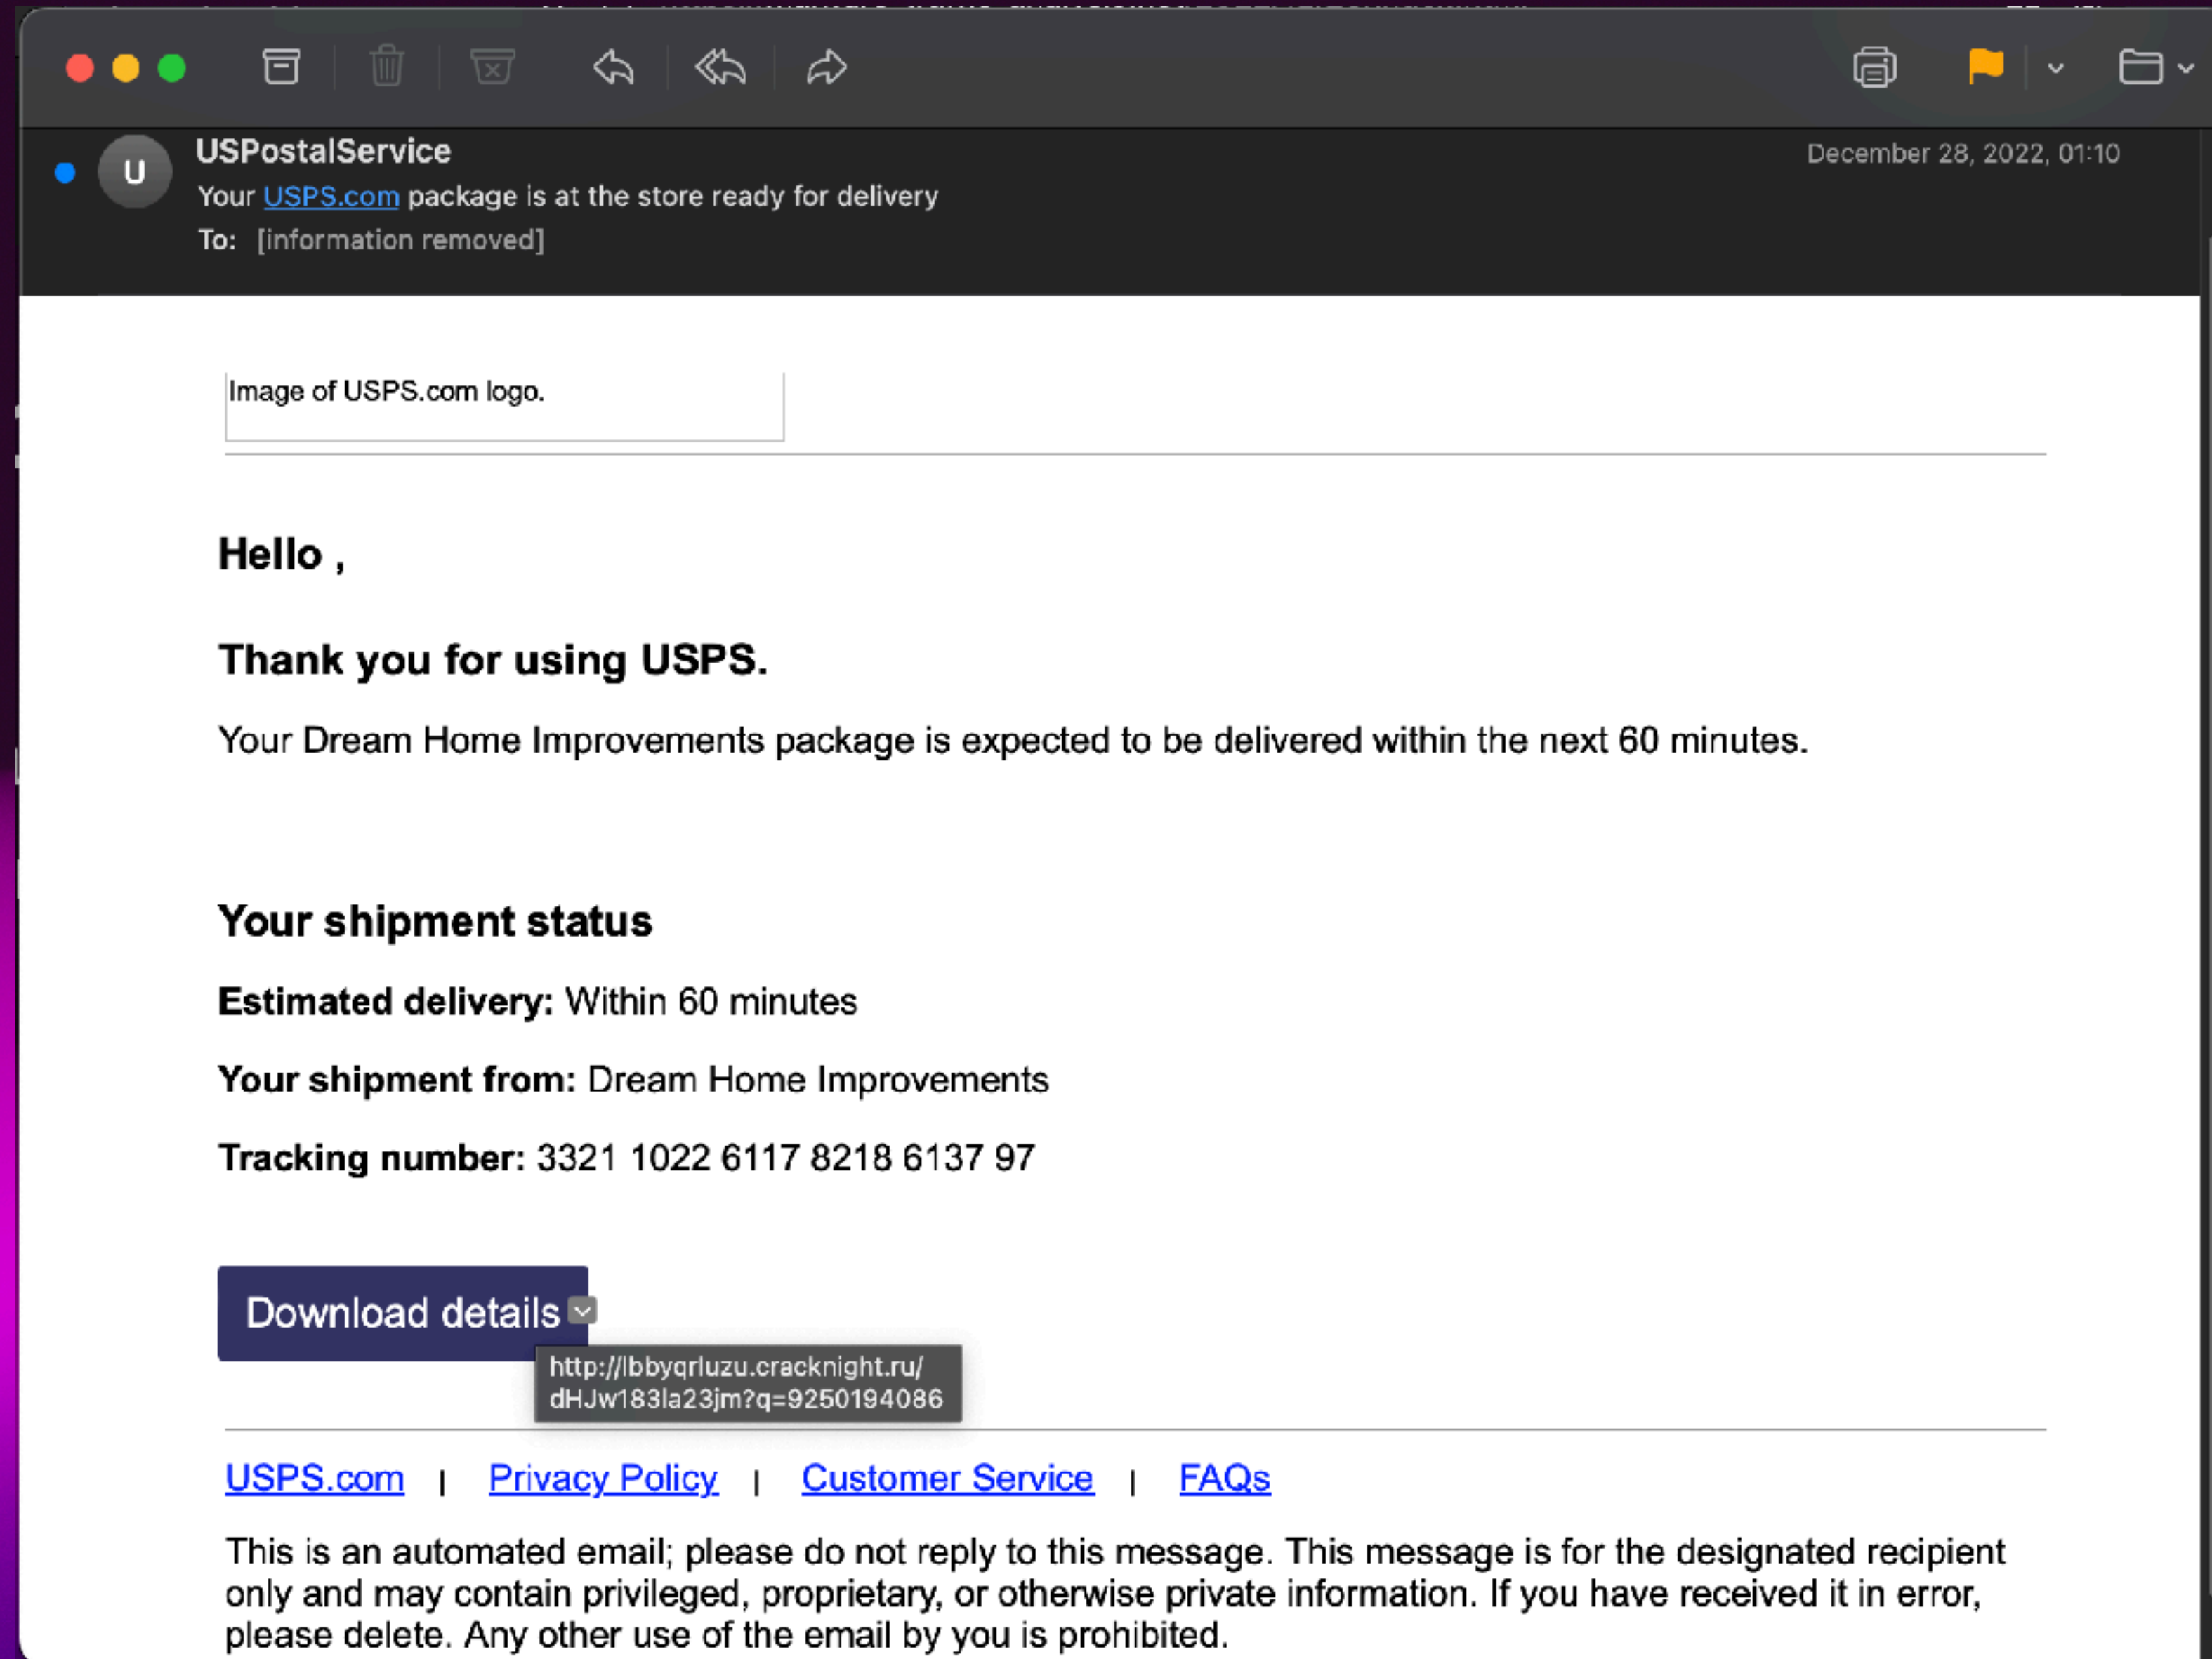 USPostalService
December 28, 2022, 01:10
U
Your USPS.com package is at the store ready for delivery
To: [information removed]
Image of USPS.com logo.
Hello ,
Thank you for using USPS.
Your Dream Home Improvements package is expected to be delivered within the next 60 minutes.
Your shipment status
Estimated delivery: Within 60 minutes
Your shipment from: Dream Home Improvements
Tracking number: 3321 1022 6117 8218 6137 97
Download details
http://lbbyqrluzu.cracknight.ru/
dHJw183la23jm?q=9250194086
USPS.com | Privacy Policy | Customer Service | FAQs
This is an automated email; please do not reply to this message. This message is for the designated recipient
only and may contain privileged, proprietary, or otherwise private information. If you have received it in error,
please delete. Any other use of the email by you is prohibited.